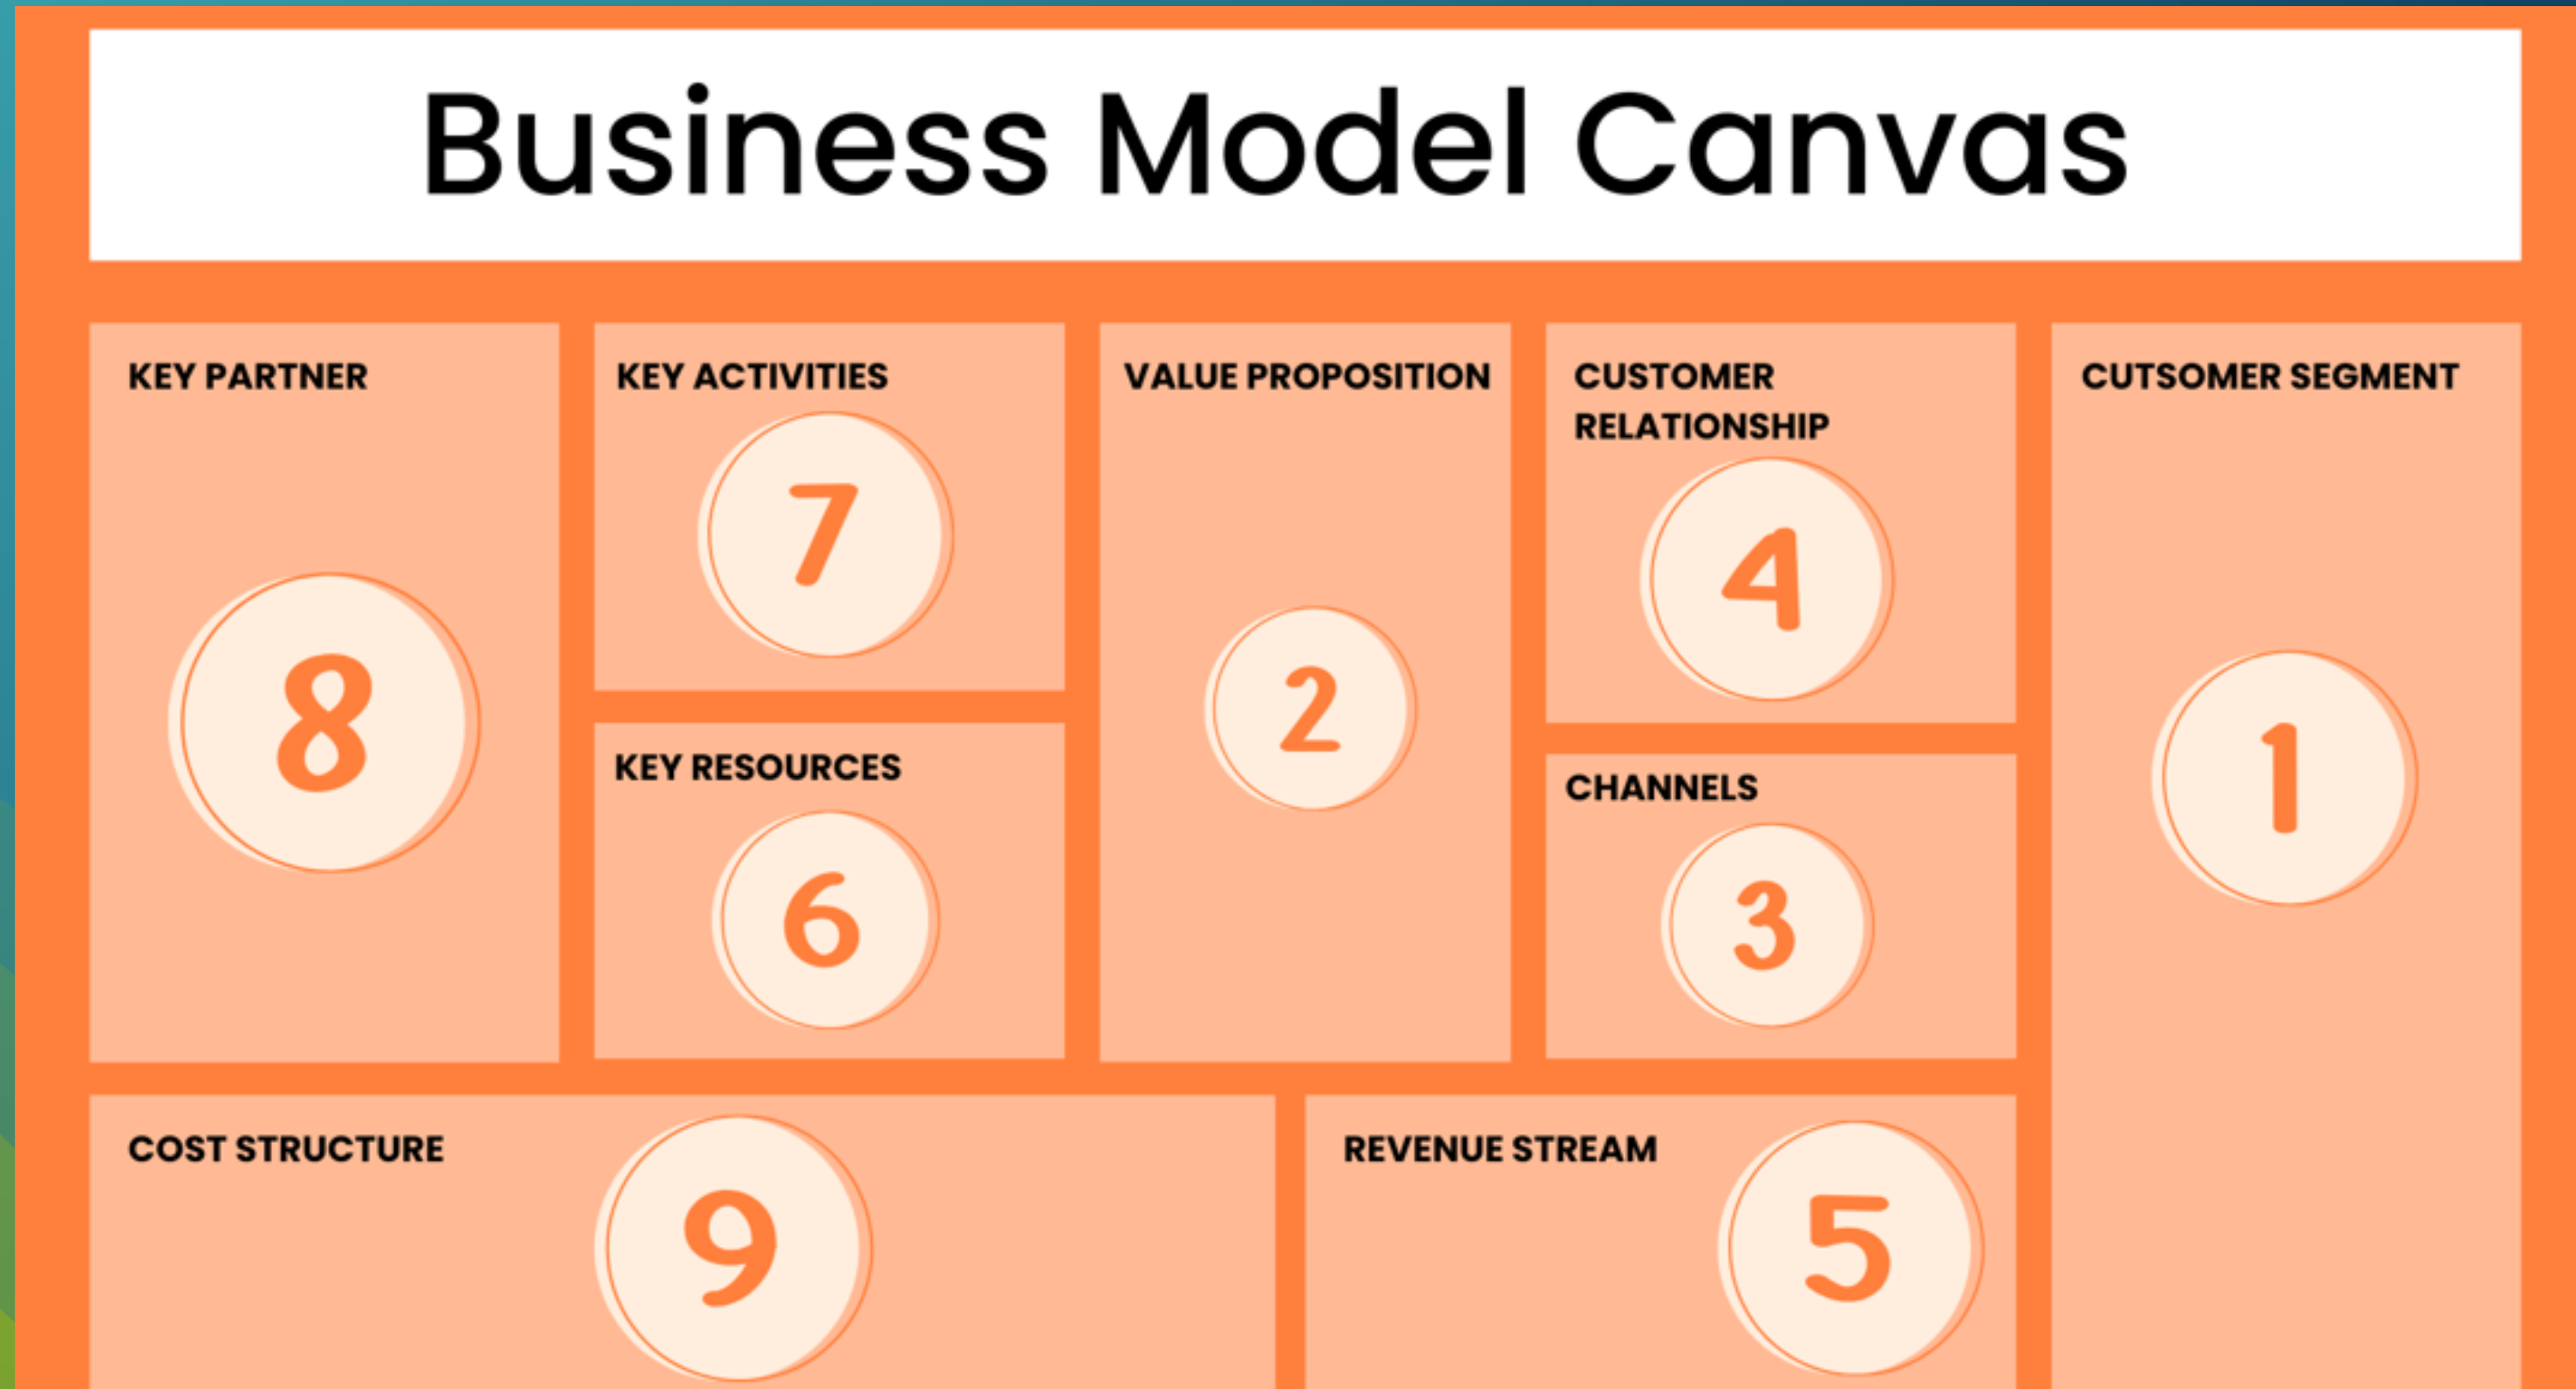 Business Model Canvas
KEY PARTNER
8
KEY ACTIVITIES
7
KEY RESOURCES
6
VALUE PROPOSITION
2
CUSTOMER
RELATIONSHIP
4
CHANNELS
3
CUTSOMER SEGMENT
1
COST STRUCTURE
9
REVENUE STREAM
5